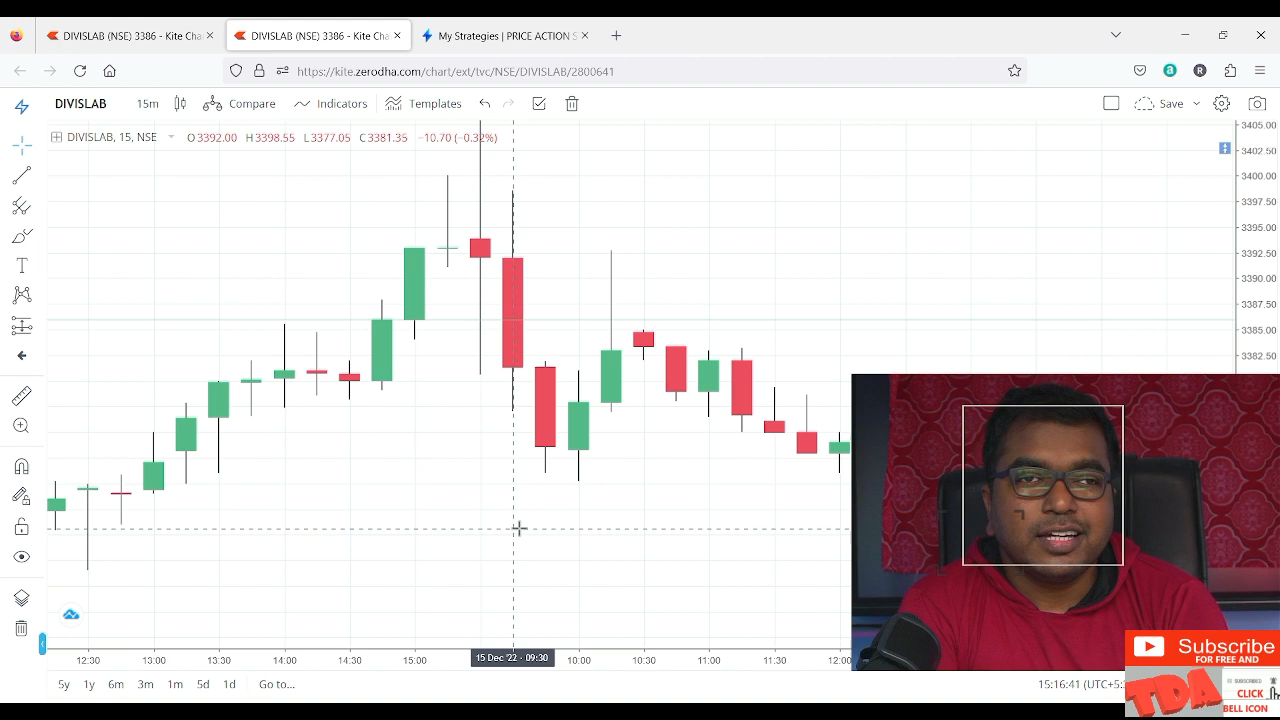 DIVISLAB (NSE) 3386 - Kite Cha
DIVISLAB (NSE) 3386 - Kite Cha
My Strategies | PRICE ACTION S
https://kite.zerodha.com/chart/ext/tvc/NSE/DIVISLAB/2800641
DIVISLAB 15m Compare Indicators Templates Save
DIVISLAB, 15, NSE O3392.00 H3398.55 L3377.05 C3381.35 −10.70 (−0.32%)
3405.00
3402.50
3400.00
3397.50
3395.00
3392.50
3390.00
3387.50
3385.00
3382.50
12:30 13:00 13:30 14:00 14:30 15:00 15 Dec '22 - 09:30 10:00 10:30 11:00 11:30 12:00
5y 1y 6m 3m 1m 5d 1d Go to...
15:16:41 (UTC+5:3
Subscribe
FOR FREE AND
SUBSCRIBED
TDA
CLICK
BELL ICON